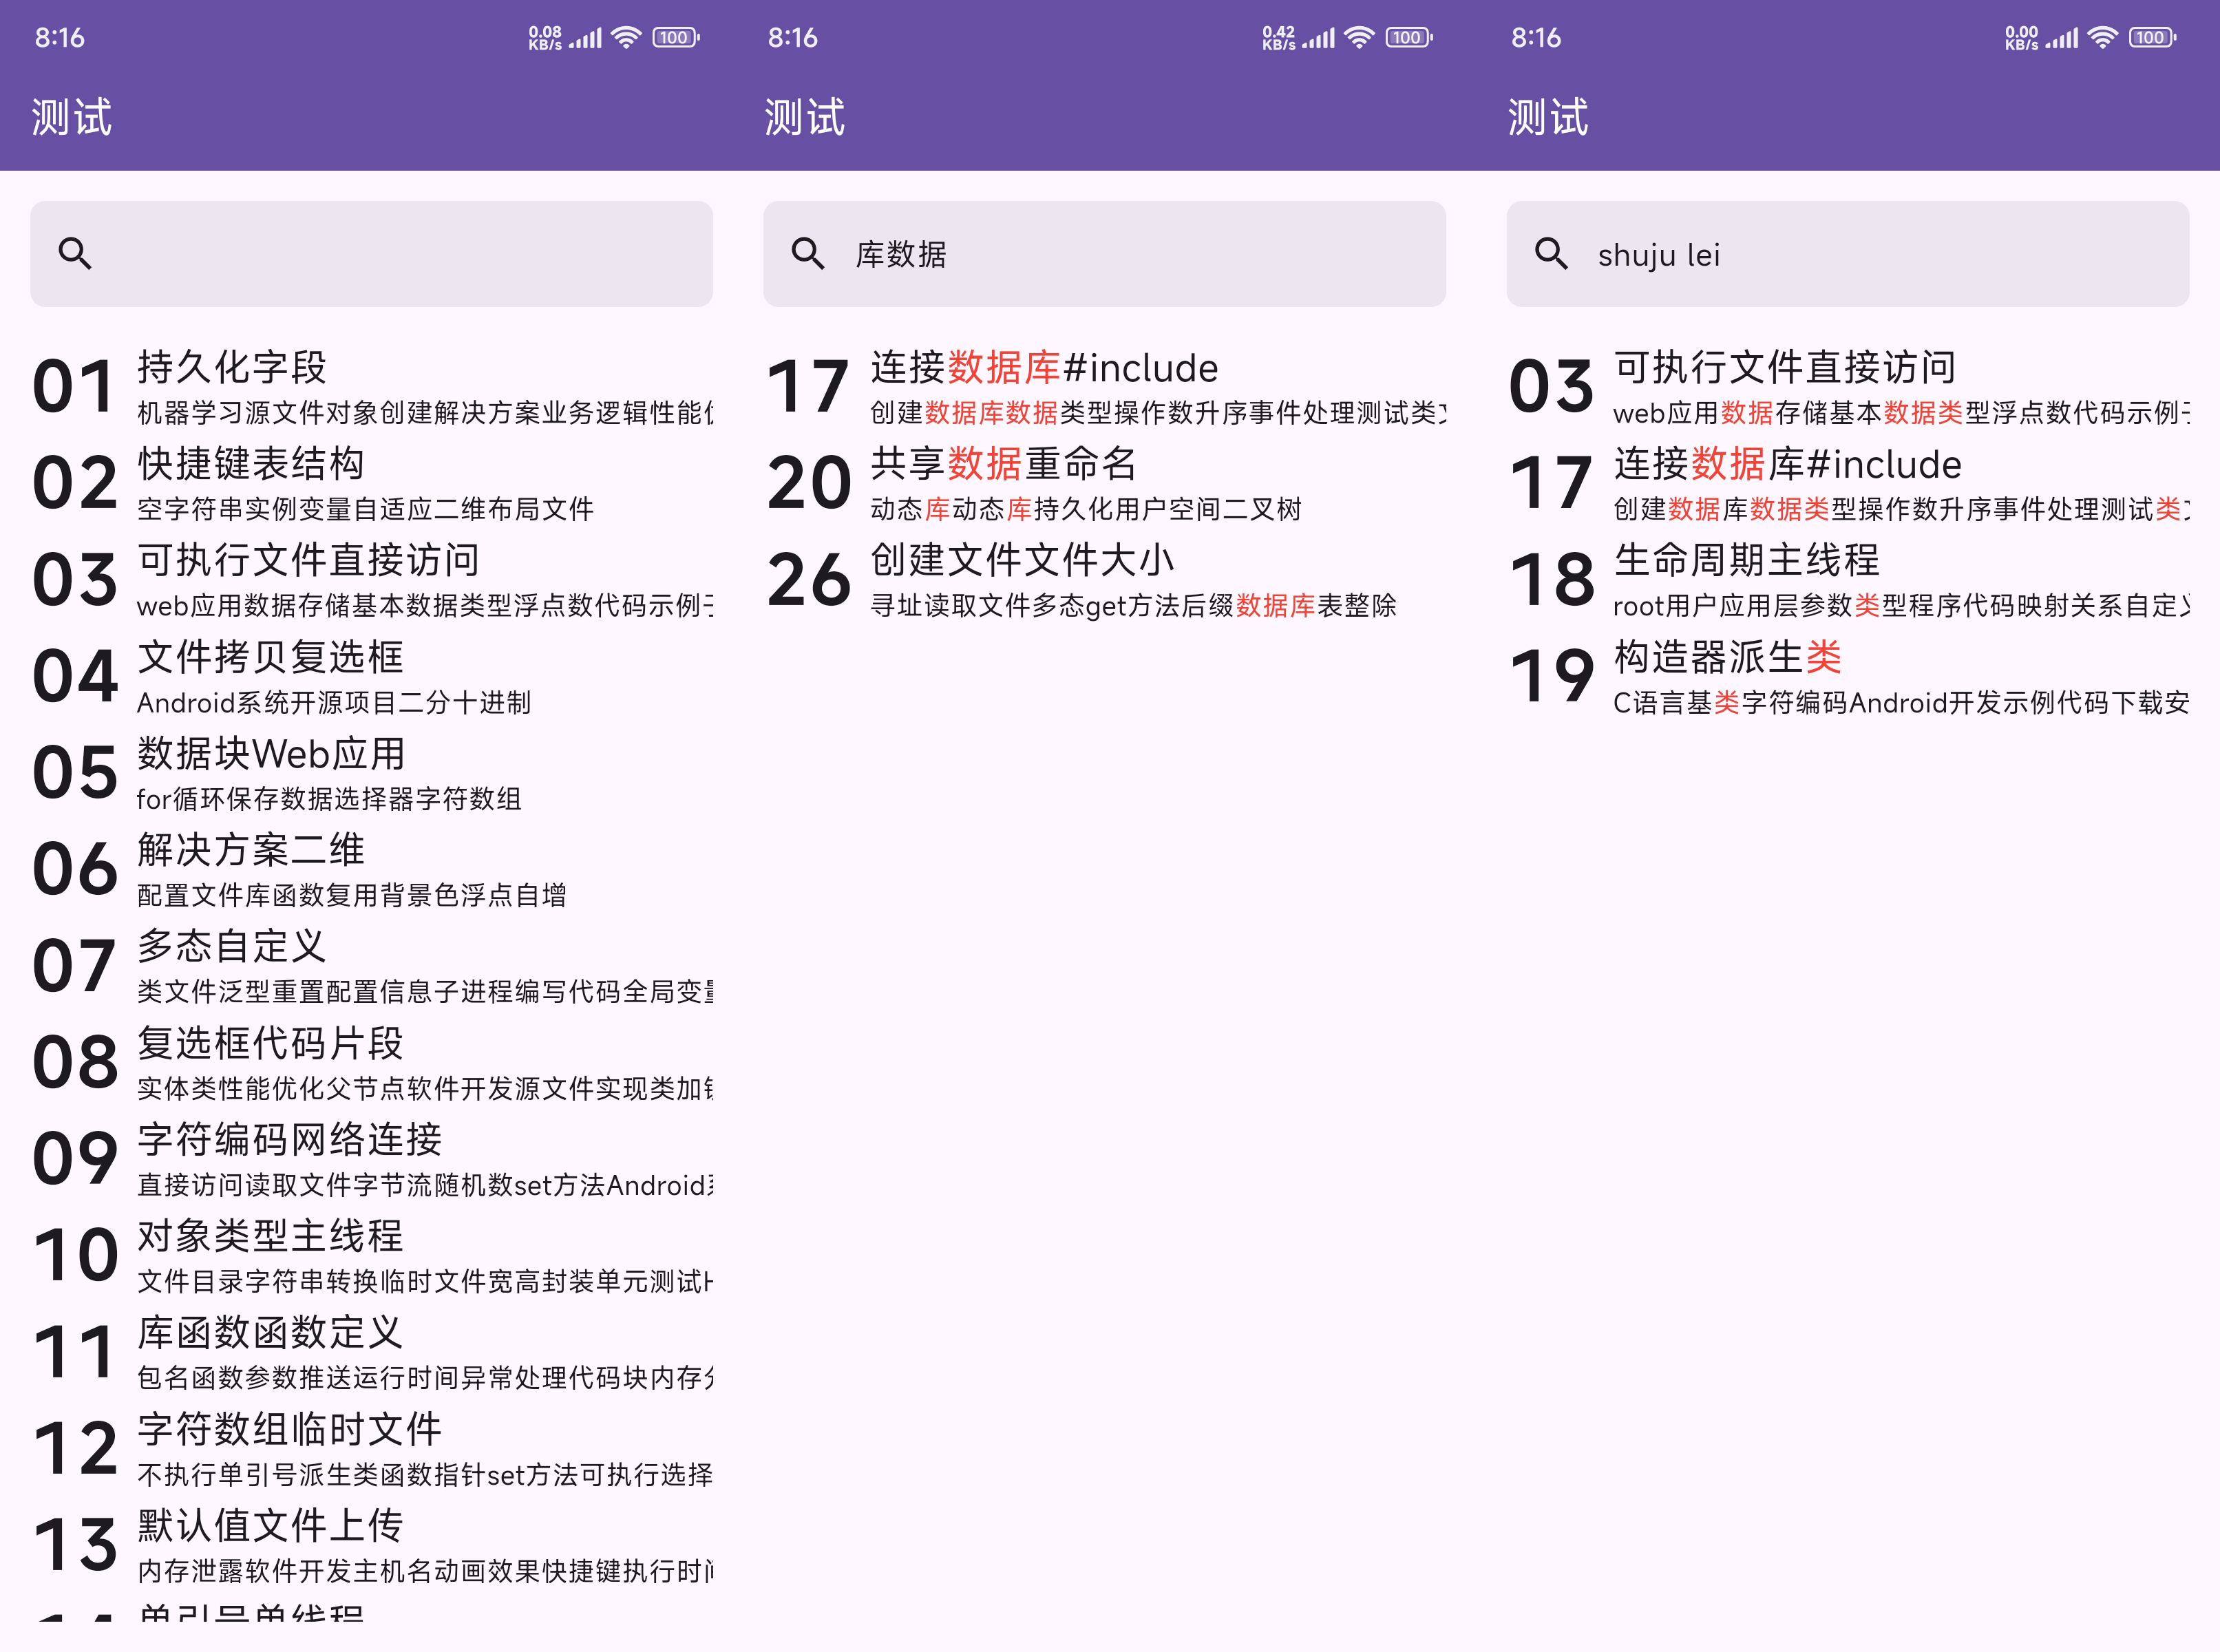 8:16
0.08 KB/s
100
测试
01 持久化字段
机器学习源文件对象创建解决方案业务逻辑性能
02 快捷键表结构
空字符串实例变量自适应二维布局文件
03 可执行文件直接访问
web应用数据存储基本数据类型浮点数代码示例
04 文件拷贝复选框
Android系统开源项目二分十进制
05 数据块Web应用
for循环保存数据选择器字符数组
06 解决方案二维
配置文件库函数复用背景色浮点自增
07 多态自定义
类文件泛型重置配置信息子进程编写代码全局变量
08 复选框代码片段
实体类性能优化父节点软件开发源文件实现类加
09 字符编码网络连接
直接访问读取文件字节流随机数set方法Android
10 对象类型主线程
文件目录字符串转换临时文件宽高封装单元测试
11 库函数函数定义
包名函数参数推送运行时间异常处理代码块内存
12 字符数组临时文件
不执行单引号派生类函数指针set方法可执行选择
13 默认值文件上传
内存泄露软件开发主机名动画效果快捷键执行时间
14 单引号单线程
8:16
0.42 KB/s
100
测试
库数据
17 连接数据库#include
创建数据库数据类型操作数升序事件处理测试类
20 共享数据重命名
动态库动态库持久化用户空间二叉树
26 创建文件文件大小
寻址读取文件多态get方法后缀数据库表整除
8:16
0.00 KB/s
100
测试
shuju lei
03 可执行文件直接访问
web应用数据存储基本数据类型浮点数代码示例
17 连接数据库#include
创建数据库数据类型操作数升序事件处理测试类
18 生命周期主线程
root用户应用层参数类型程序代码映射关系自定义
19 构造器派生类
C语言基类字符编码Android开发示例代码下载安